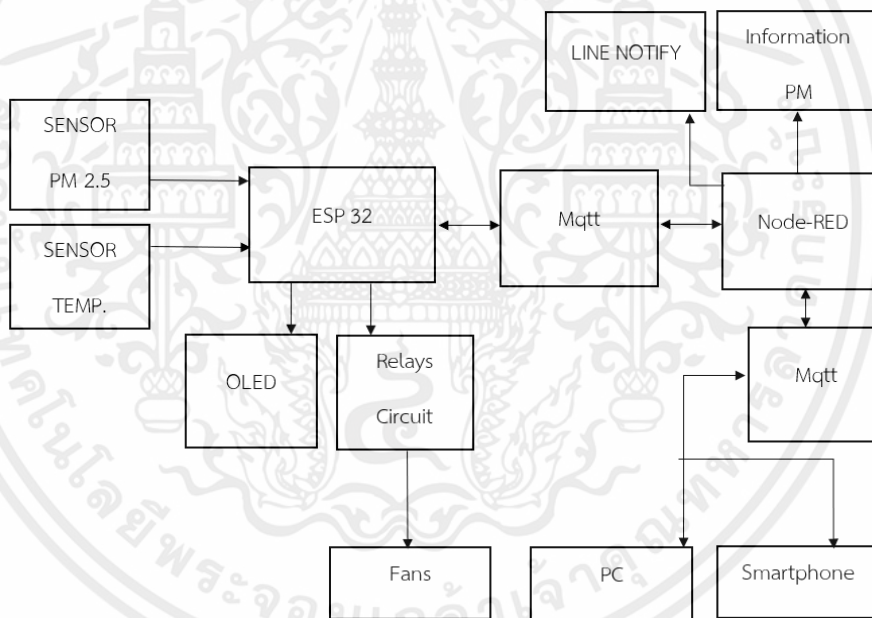 LINE NOTIFY
Information
PM
SENSOR
PM 2.5
ESP 32
Mqtt
Node-RED
SENSOR
TEMP.
OLED
Relays
Circuit
Mqtt
Fans
PC
Smartphone